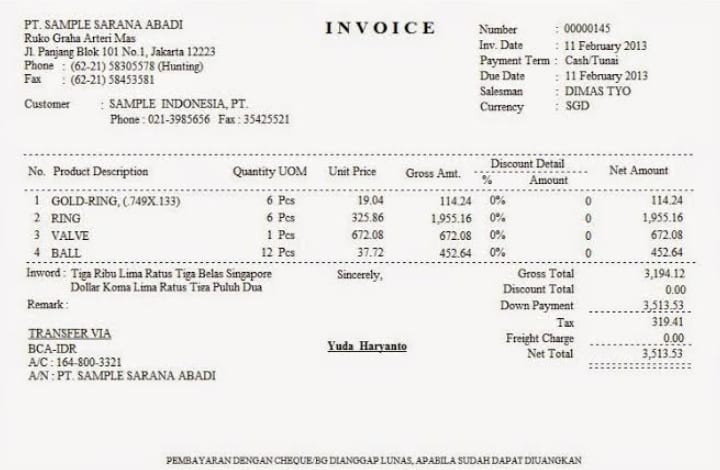 PT. SAMPLE SARANA ABADI
Ruko Graha Arteri Mas
Jl. Panjang Blok 101 No.1, Jakarta 12223
Phone : (62-21) 58305578 (Hunting)
Fax : (62-21) 58453581
Customer : SAMPLE INDONESIA, PT.
Phone : 021-3985656 Fax : 35425521
INVOICE
Number : 00000145
Inv. Date : 11 February 2013
Payment Term : Cash/Tunai
Due Date : 11 February 2013
Salesman : DIMAS TYO
Currency : SGD
No. Product Description Quantity UOM Unit Price Gross Amt. Discount Detail % Amount Net Amount
1 GOLD-RING, (.749X.133) 6 Pcs 19.04 114.24 0% 0 114.24
2 RING 6 Pcs 325.86 1,955.16 0% 0 1,955.16
3 VALVE 1 Pcs 672.08 672.08 0% 0 672.08
4 BALL 12 Pcs 37.72 452.64 0% 0 452.64
Inword : Tiga Ribu Lima Ratus Tiga Belas Singapore
Dollar Koma Lima Ratus Tiga Puluh Dua
Remark :
TRANSFER VIA
BCA-IDR
A/C : 164-800-3321
A/N : PT. SAMPLE SARANA ABADI
Sincerely,
Yuda Haryanto
Gross Total 3,194.12
Discount Total 0.00
Down Payment 3,513.53
Tax 319.41
Freight Charge 0.00
Net Total 3,513.53
PEMBAYARAN DENGAN CHEQUE/BG DIANGGAP LUNAS, APABILA SUDAH DAPAT DIUANGKAN